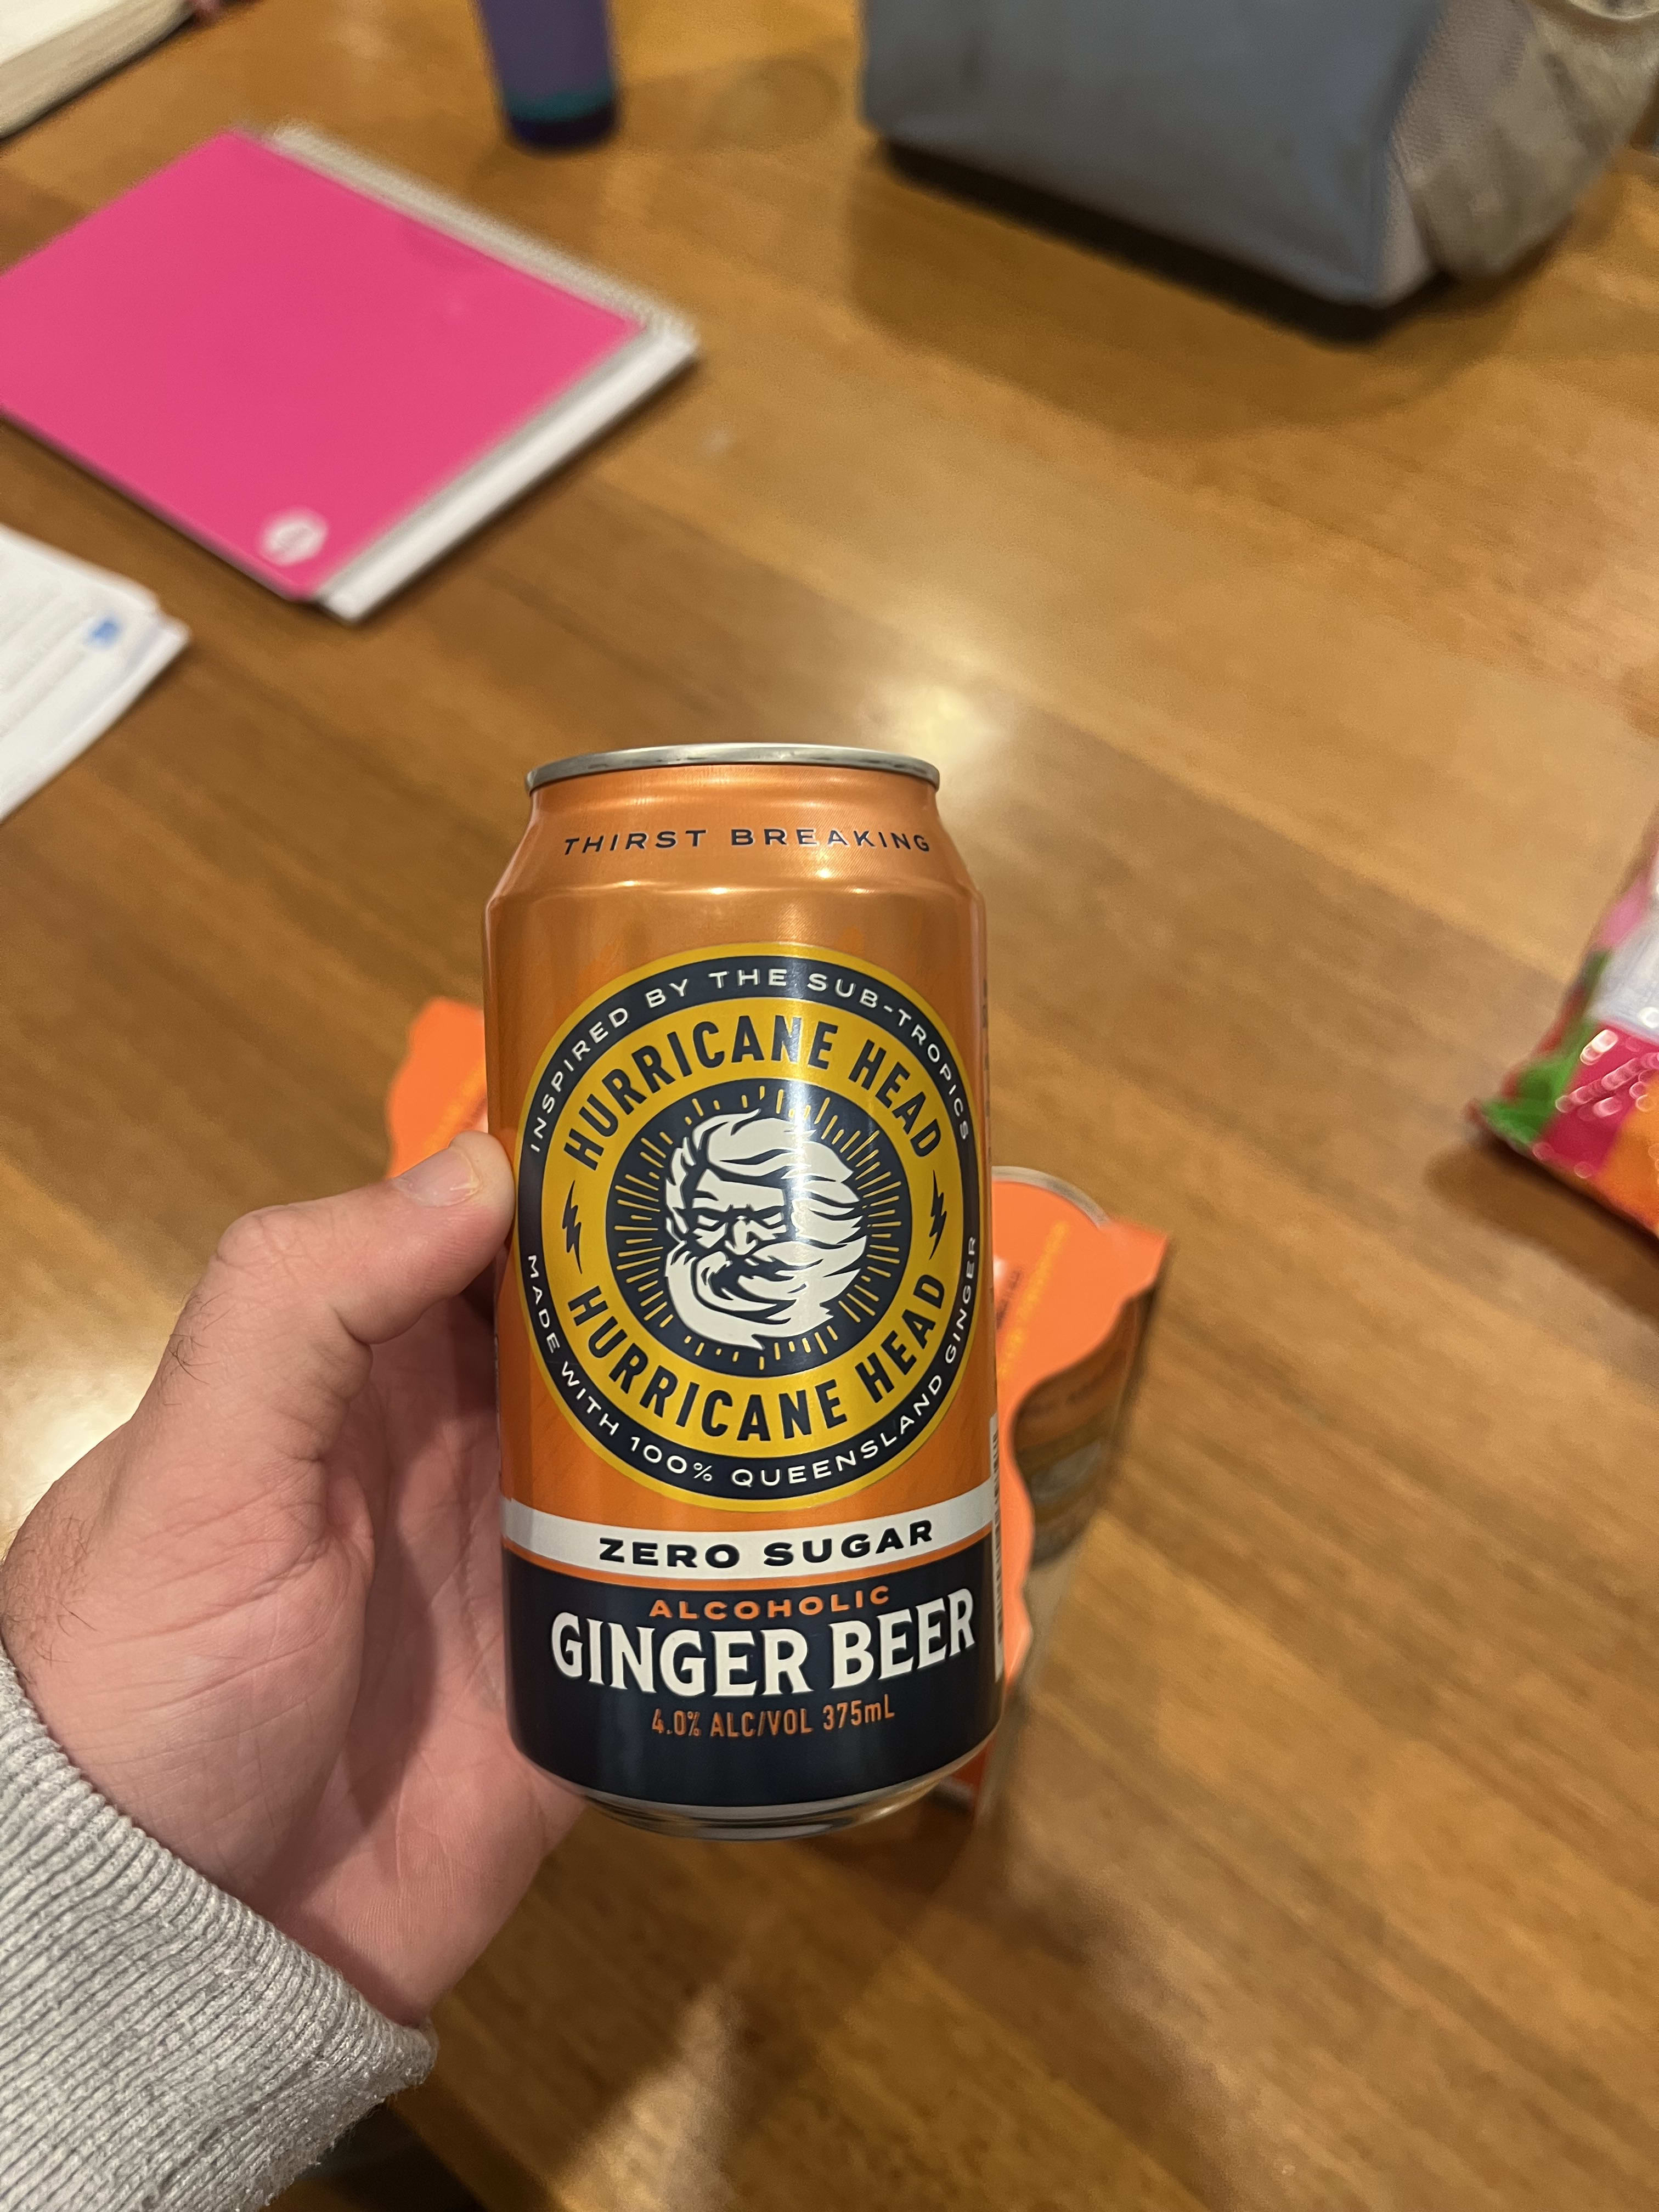 THIRST BREAKING
INSPIRED BY THE SUB-TROPICS
HURRICANE HEAD
HURRICANE HEAD
MADE WITH 100% QUEENSLAND GINGER
ZERO SUGAR
ALCOHOLIC
GINGER BEER
4.0% ALC/VOL 375mL